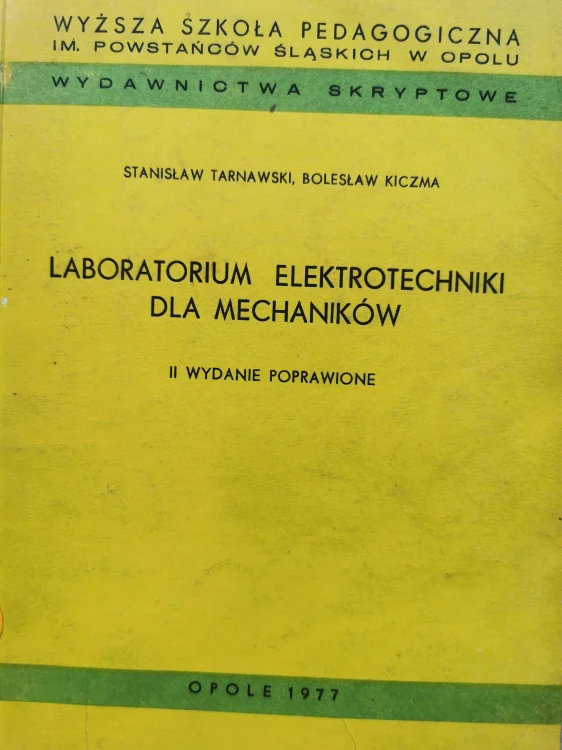 WYŻSZA SZKOŁA PEDAGOGICZNA
IM. POWSTAŃCÓW ŚLĄSKICH W OPOLU
WYDAWNICTWA SKRYPTOWE
STANISŁAW TARNAWSKI, BOLESŁAW KICZMA
LABORATORIUM ELEKTROTECHNIKI
DLA MECHANIKÓW
II WYDANIE POPRAWIONE
OPOLE 1977